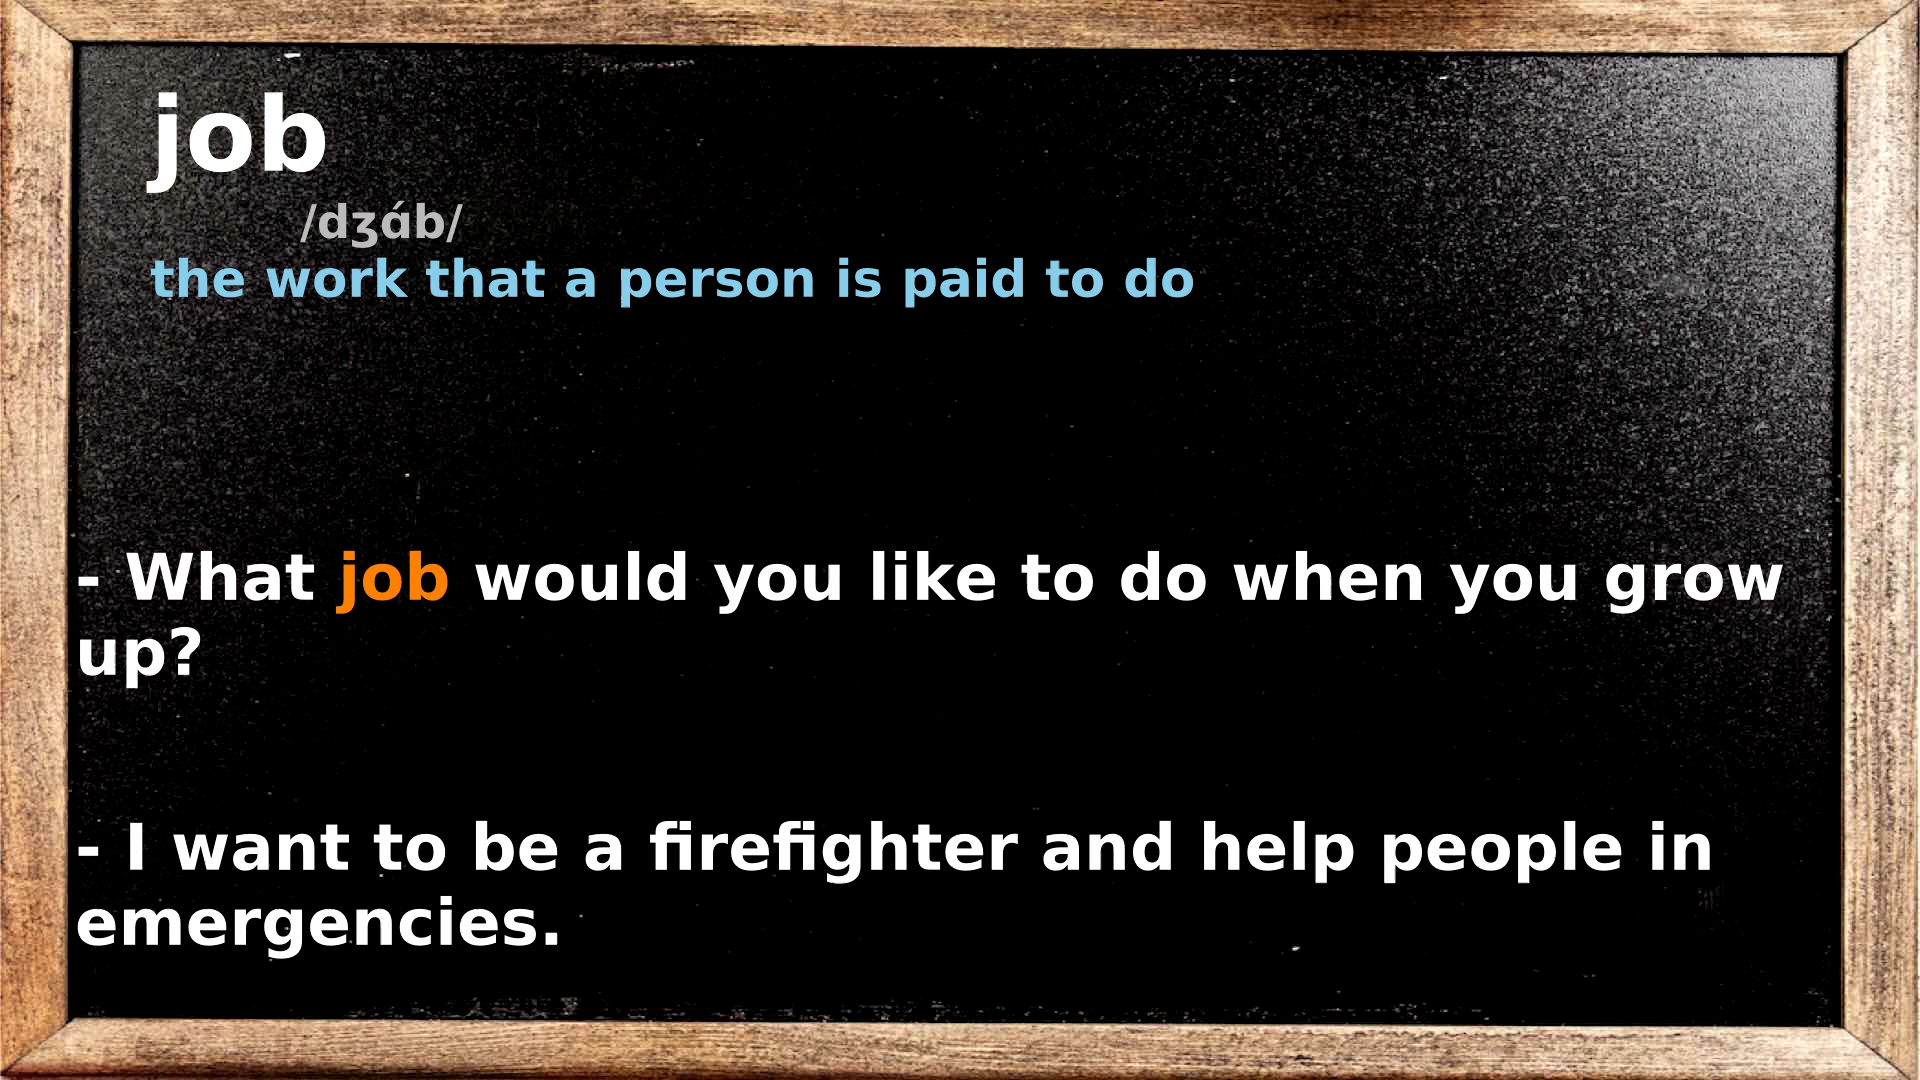 job
/dʒɑ́b/
the work that a person is paid to do
- What job would you like to do when you grow
up?
- I want to be a firefighter and help people in
emergencies.